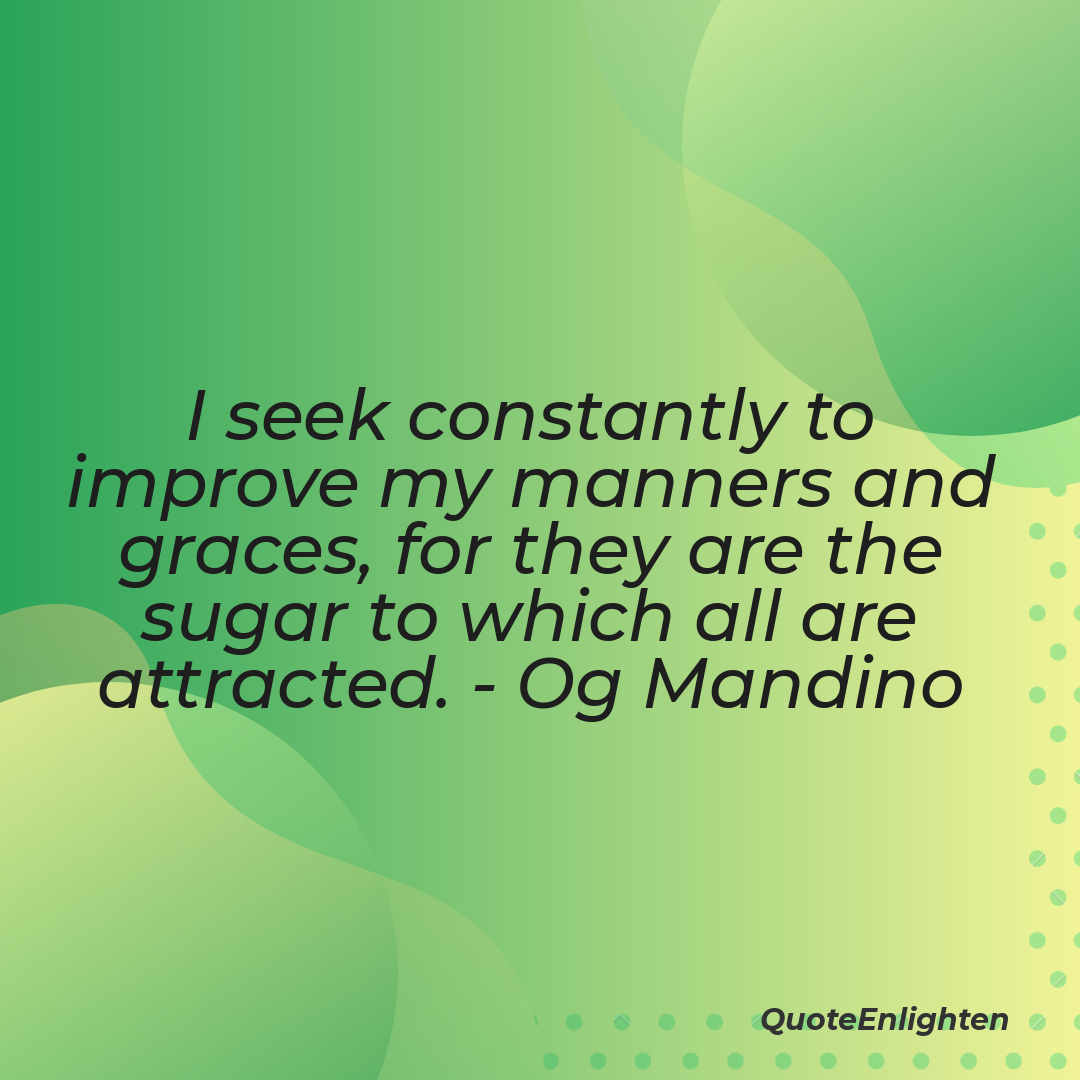 I seek constantly to
improve my manners and
graces, for they are the
sugar to which all are
attracted. - Og Mandino
QuoteEnlighten